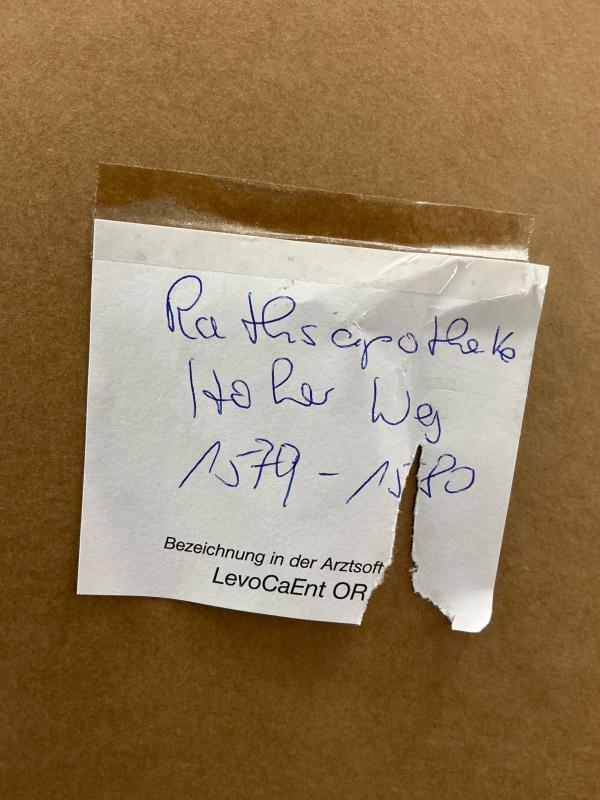 Rathsapotheke
Hoher Weg
1579 - 1580
Bezeichnung in der Arztsoft
LevoCaEnt OR